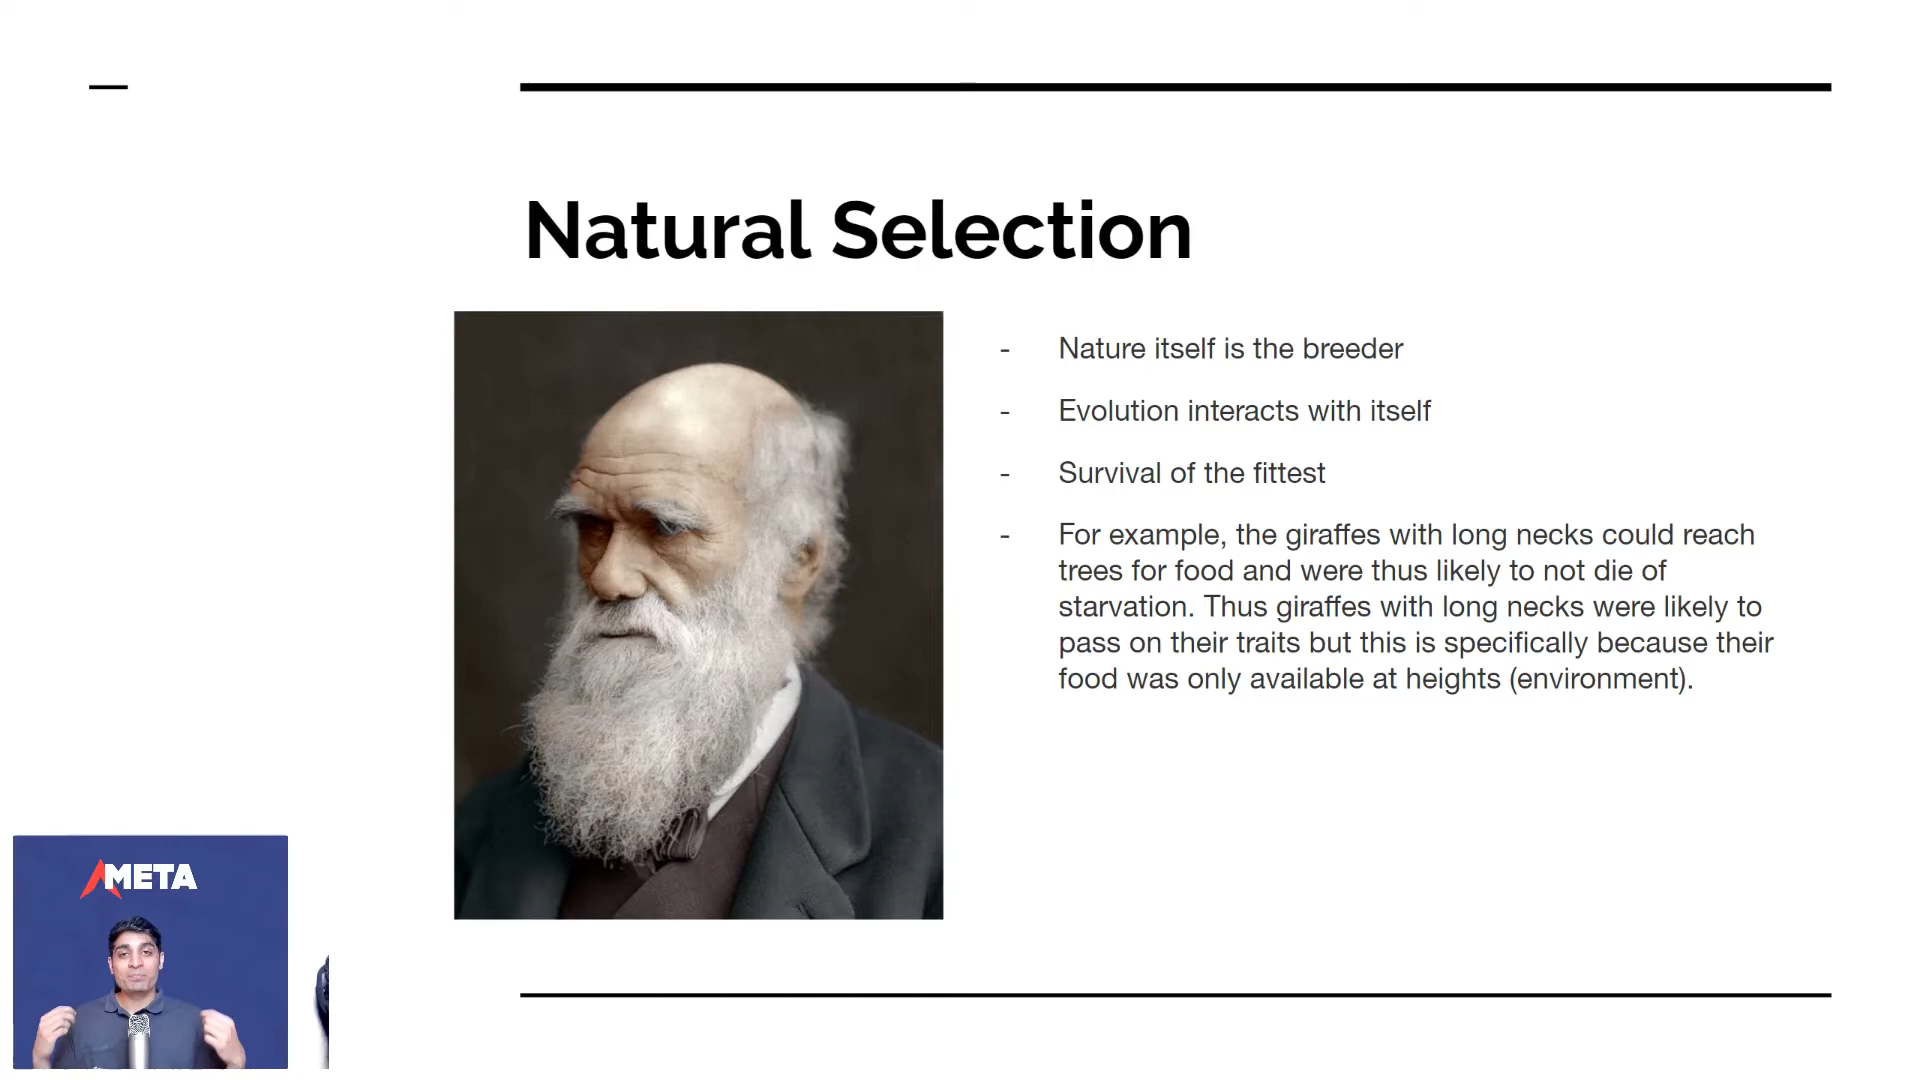 Natural Selection
- Nature itself is the breeder
- Evolution interacts with itself
- Survival of the fittest
- For example, the giraffes with long necks could reach
trees for food and were thus likely to not die of
starvation. Thus giraffes with long necks were likely to
pass on their traits but this is specifically because their
food was only available at heights (environment).
META